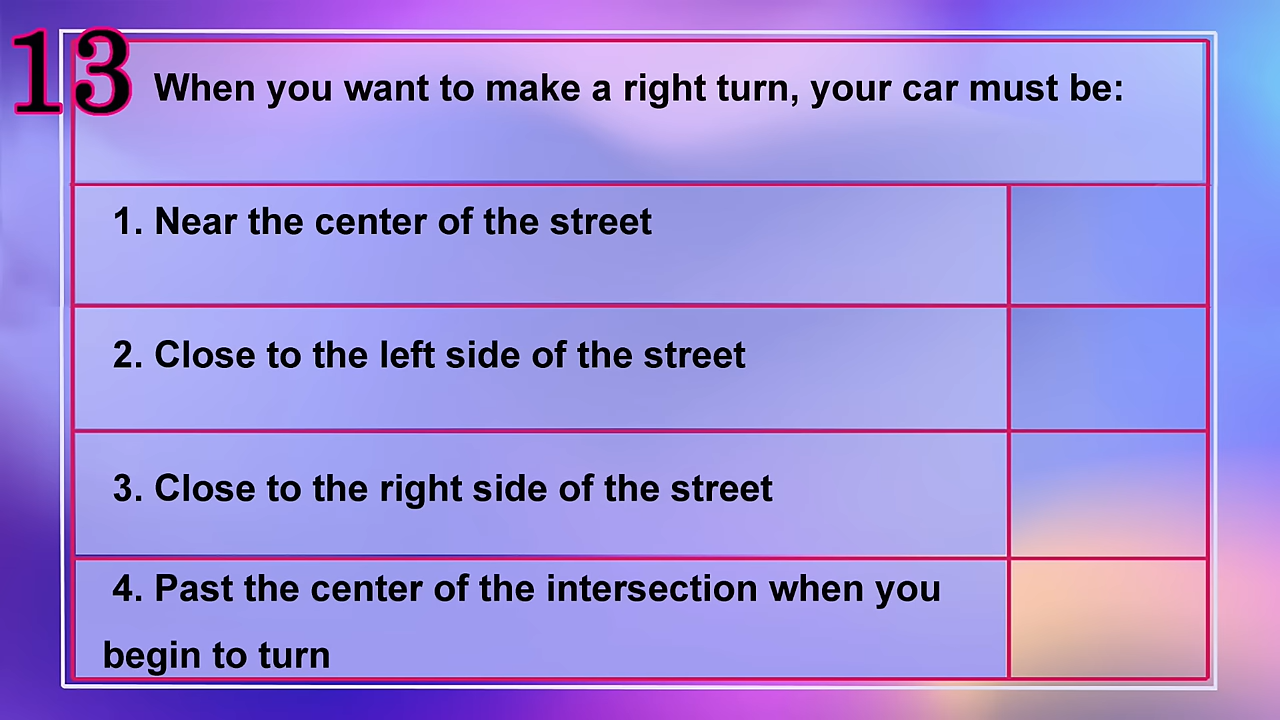 13
When you want to make a right turn, your car must be:
1. Near the center of the street
2. Close to the left side of the street
3. Close to the right side of the street
4. Past the center of the intersection when you
begin to turn